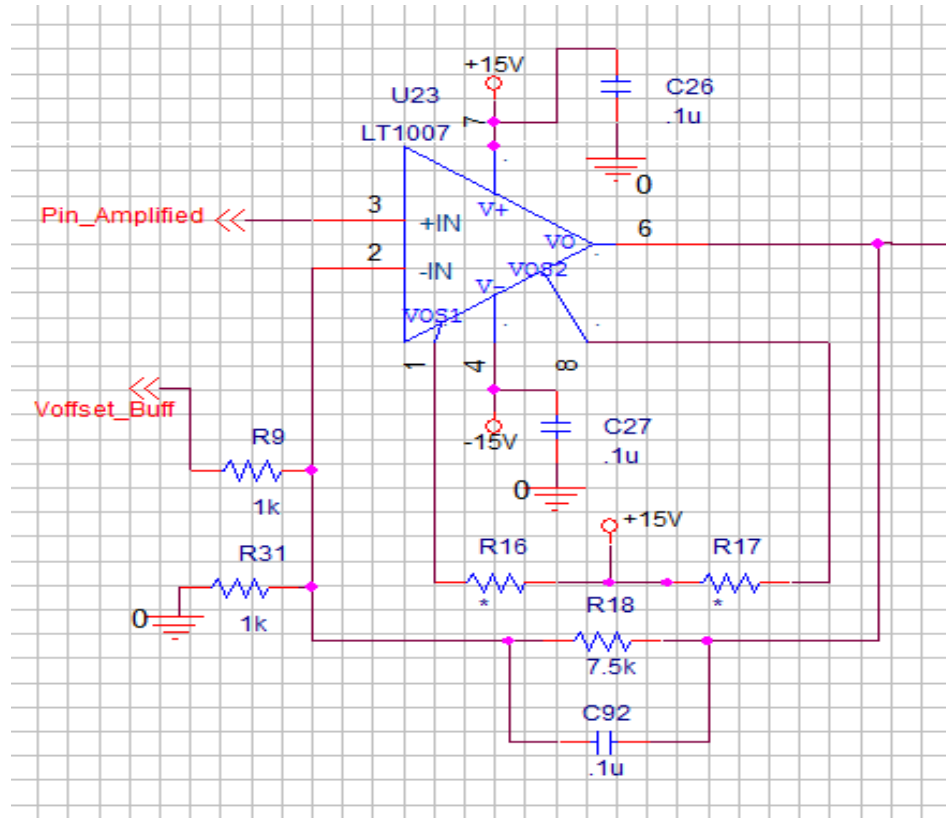 +15V
C26
.1u
U23
LT1007
7
0
Pin_Amplified
3
+IN
V+
6
VO
2
-IN
VOS2
V-
VOS1
1
4
8
Voffset_Buff
-15V
C27
.1u
0
R9
1k
+15V
R16
*
R17
*
R31
1k
0
R18
7.5k
C92
.1u